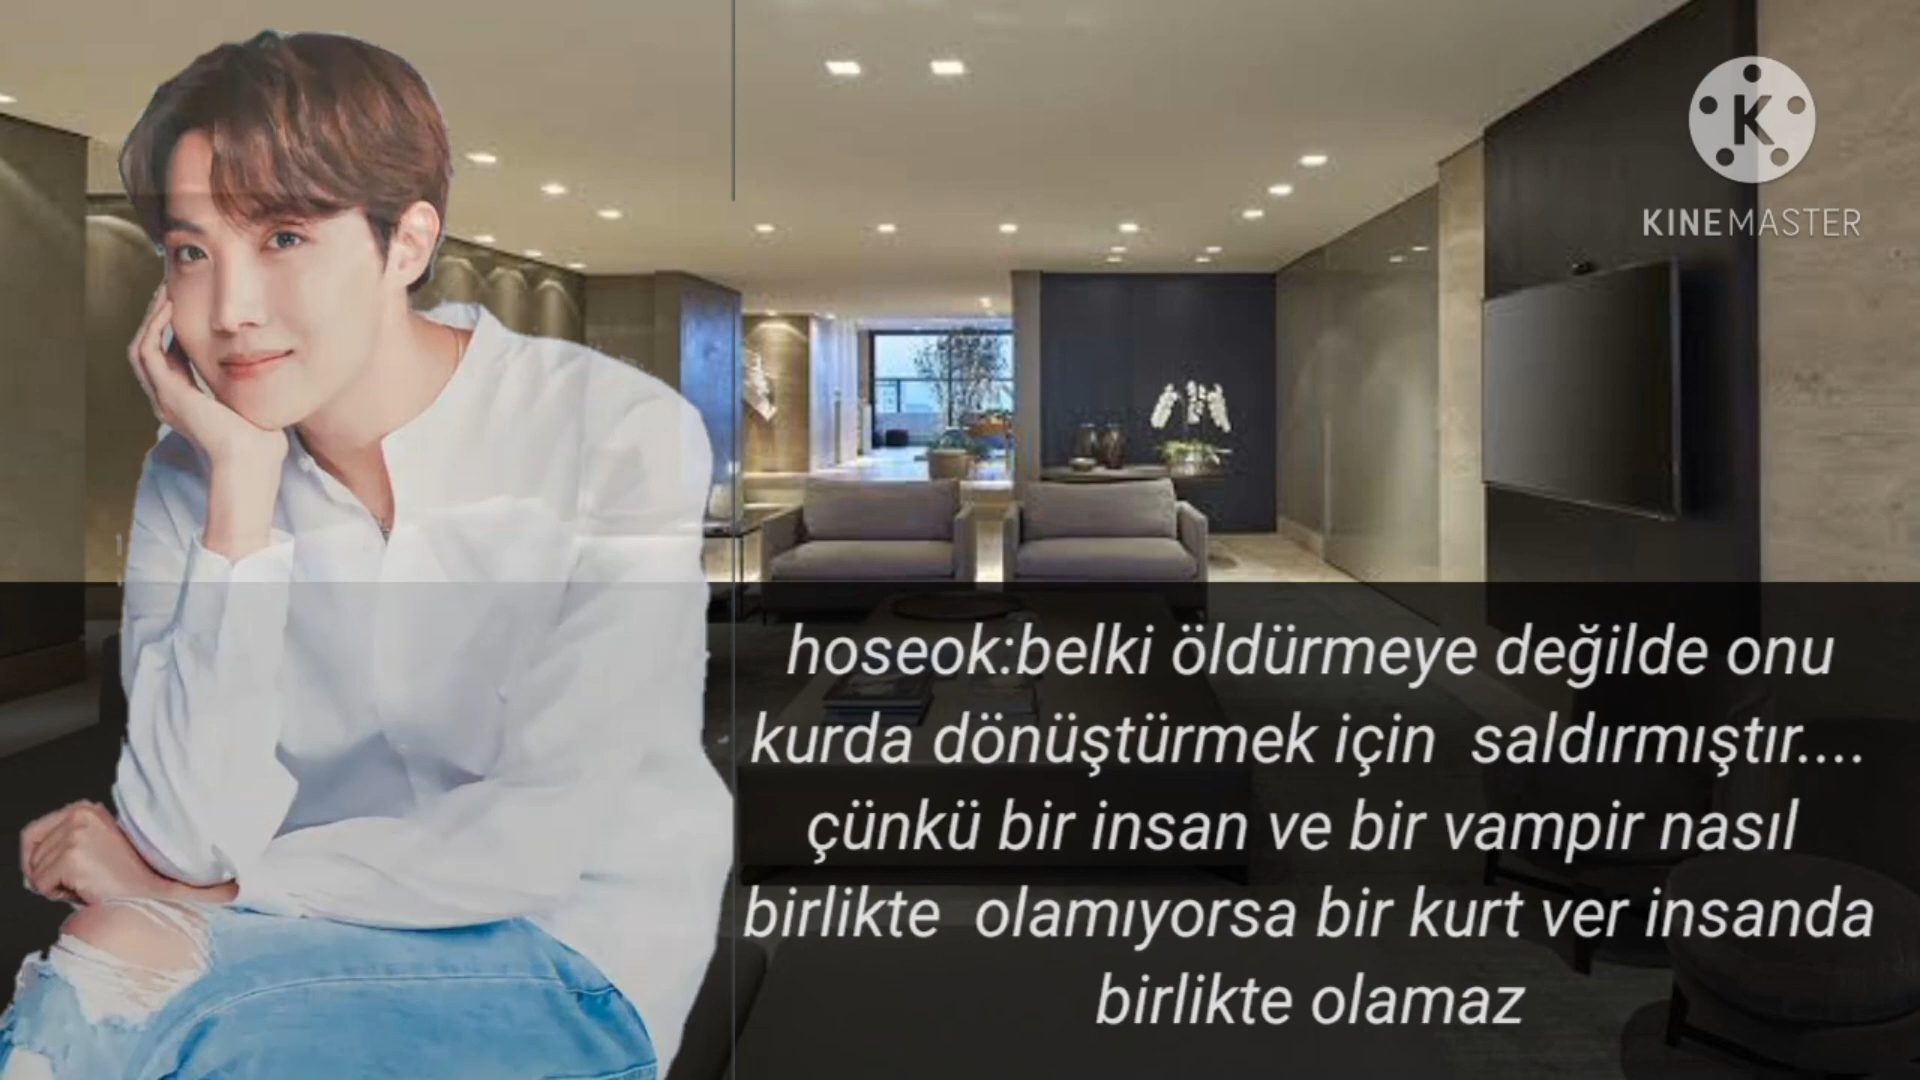 K
KINEMASTER
hoseok:belki öldürmeye değilde onu
kurda dönüştürmek için saldırmıştır....
çünkü bir insan ve bir vampir nasıl
birlikte olamıyorsa bir kurt ver insanda
birlikte olamaz